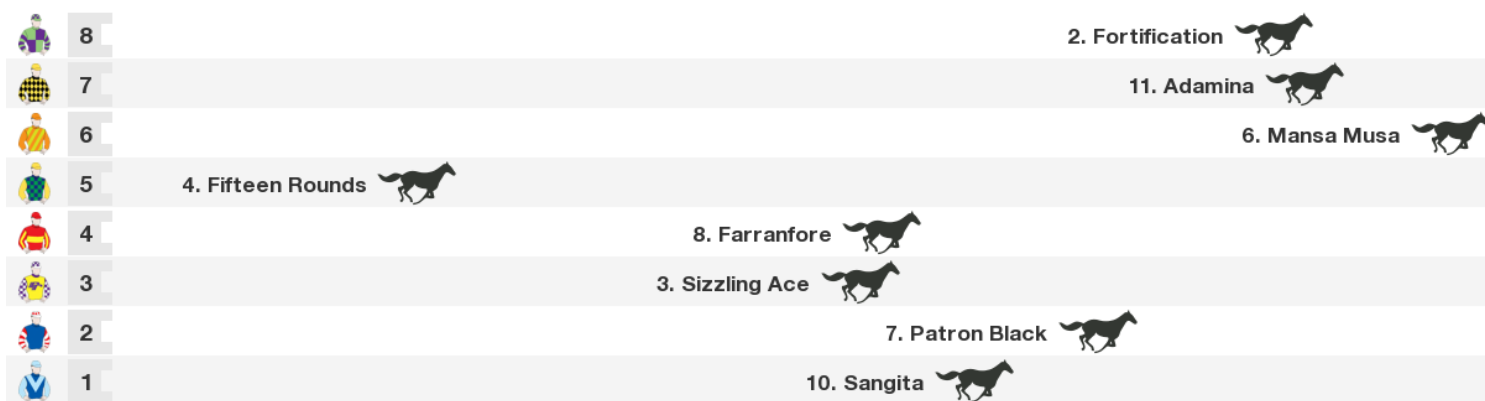 8 2. Fortification
7 11. Adamina
6 6. Mansa Musa
5 4. Fifteen Rounds
4 8. Farranfore
3 3. Sizzling Ace
2 7. Patron Black
1 10. Sangita